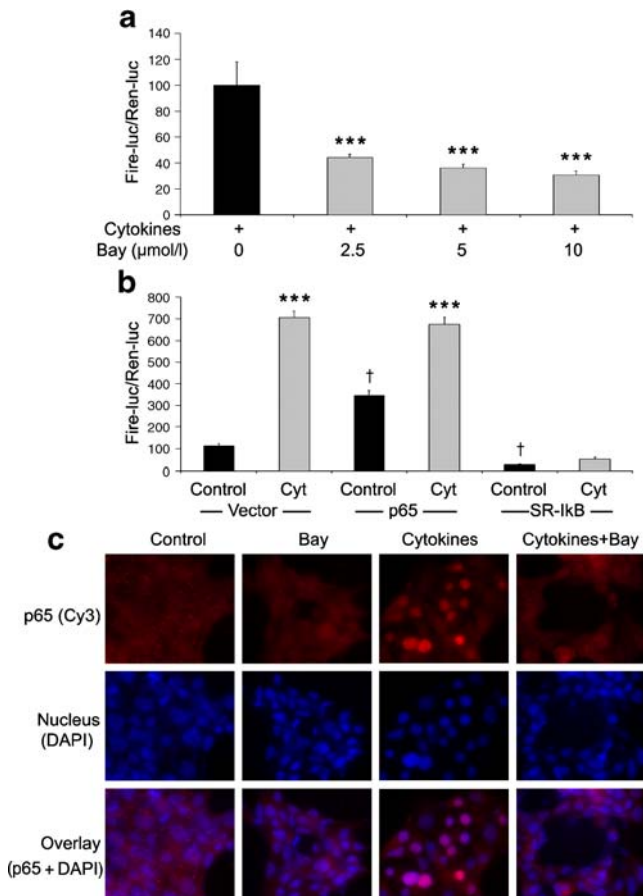 a
Fire-luc/Ren-luc
140
120
100
80
60
40
20
0
***
***
***
Cytokines + + + +
Bay (µmol/l) 0 2.5 5 10
b
Fire-luc/Ren-luc
800
700
600
500
400
300
200
100
0
***
†
***
†
Control Cyt Control Cyt Control Cyt
Vector p65 SR-IkB
c
Control Bay Cytokines Cytokines+Bay
p65 (Cy3)
Nucleus
(DAPI)
Overlay
(p65 + DAPI)